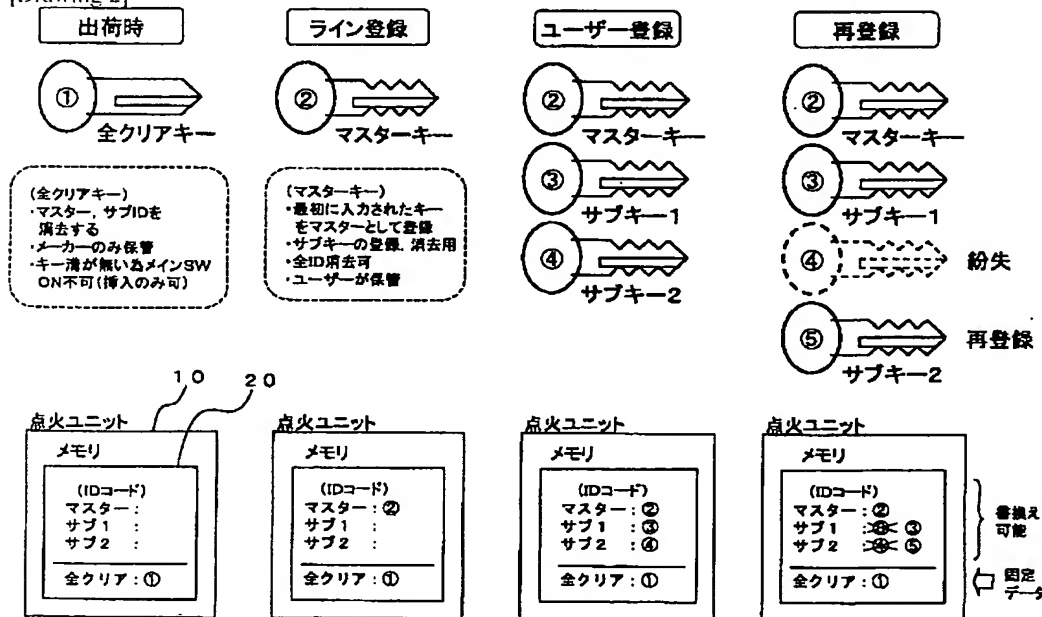 [Drawing 2]
出荷時
ライン登録
ユーザー登録
再登録
①
全クリアキー
②
マスターキー
②
マスターキー
③
サブキー1
④
サブキー2
②
マスターキー
③
サブキー1
④
紛失
⑤
再登録
サブキー2
(全クリアキー)
・マスター，サブIDを
消去する
・メーカーのみ保管
・キー溝が無い為メインSW
ON不可(挿入のみ可)
(マスターキー)
・最初に入力されたキー
をマスターとして登録
・サブキーの登録、消去用
・全ID消去可
・ユーザーが保管
10
20
点火ユニット
メモリ
(IDコード)
マスター：
サブ1 :
サブ2 :
全クリア：①
点火ユニット
メモリ
(IDコード)
マスター：②
サブ1 :
サブ2 :
全クリア：①
点火ユニット
メモリ
(IDコード)
マスター：②
サブ1 ：③
サブ2 ：④
全クリア：①
点火ユニット
メモリ
(IDコード)
マスター：②
サブ1 ：③ ③
サブ2 ：④ ⑤
全クリア：①
書換え
可能
固定
データ